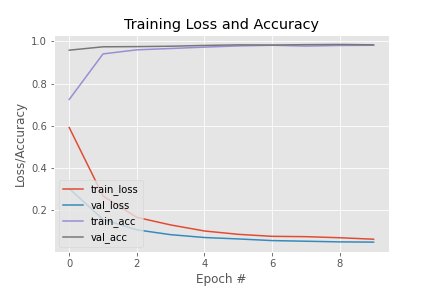 Training Loss and Accuracy
Loss/Accuracy
1.0
0.8
0.6
0.4
0.2
train_loss
val_loss
train_acc
val_acc
0 2 4 6 8
Epoch #